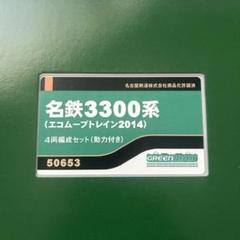 名古屋鉄道株式会社商品化許諾済
名鉄3300系
(エコムーブトレイン2014)
4両編成セット(動力付き)
50653
GREENMAX